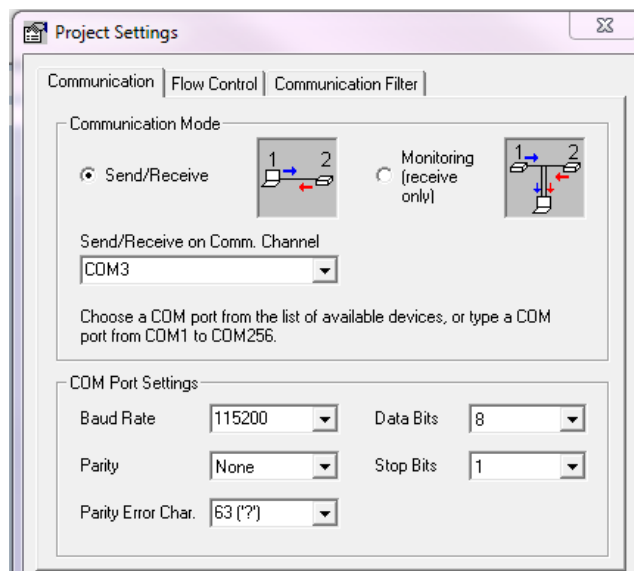 Project Settings
Communication
Flow Control
Communication Filter
Communication Mode
Send/Receive
1 2
Monitoring
(receive
only)
1 2
Send/Receive on Comm. Channel
COM3
Choose a COM port from the list of available devices, or type a COM
port from COM1 to COM256.
COM Port Settings
Baud Rate 115200 Data Bits 8
Parity None Stop Bits 1
Parity Error Char. 63 ('?')